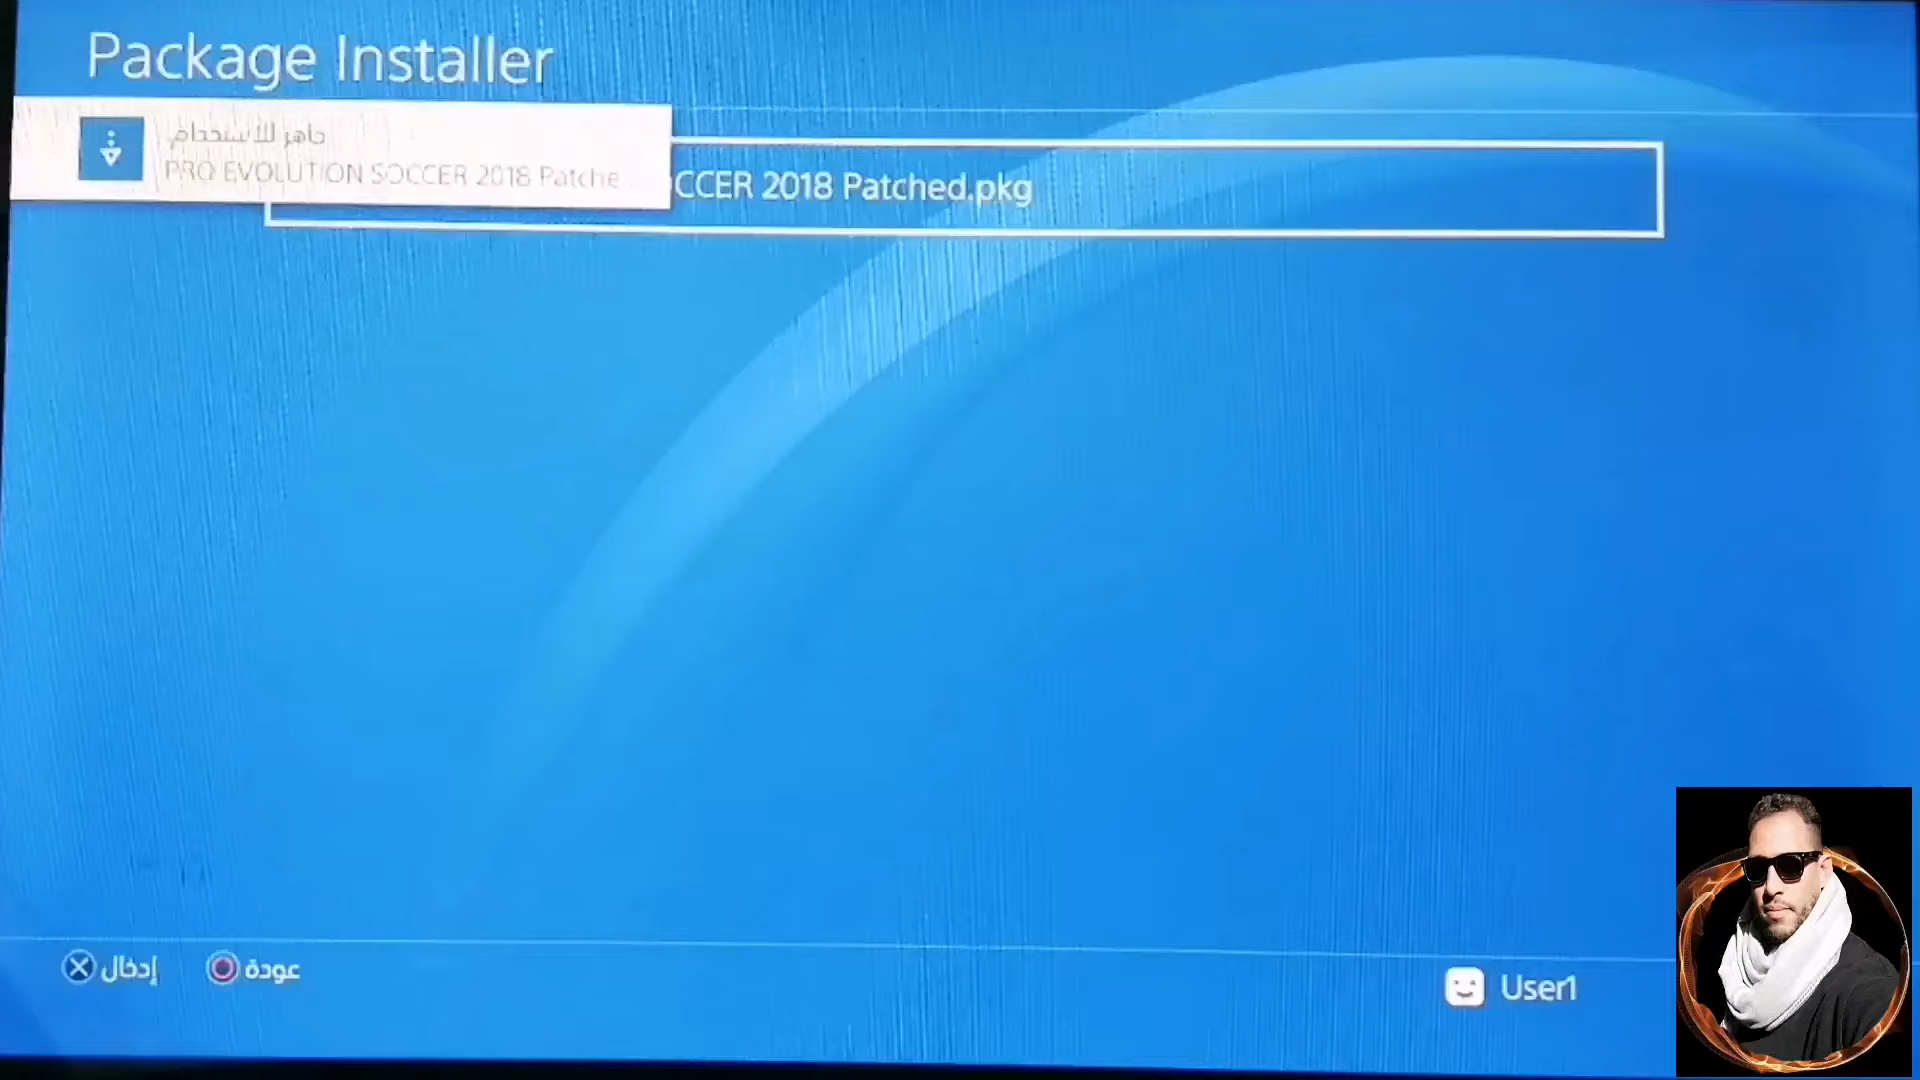 Package Installer
جاهز للاستخدام
PRO EVOLUTION SOCCER 2018 Patche...
CCER 2018 Patched.pkg
إدخال
عودة
User1